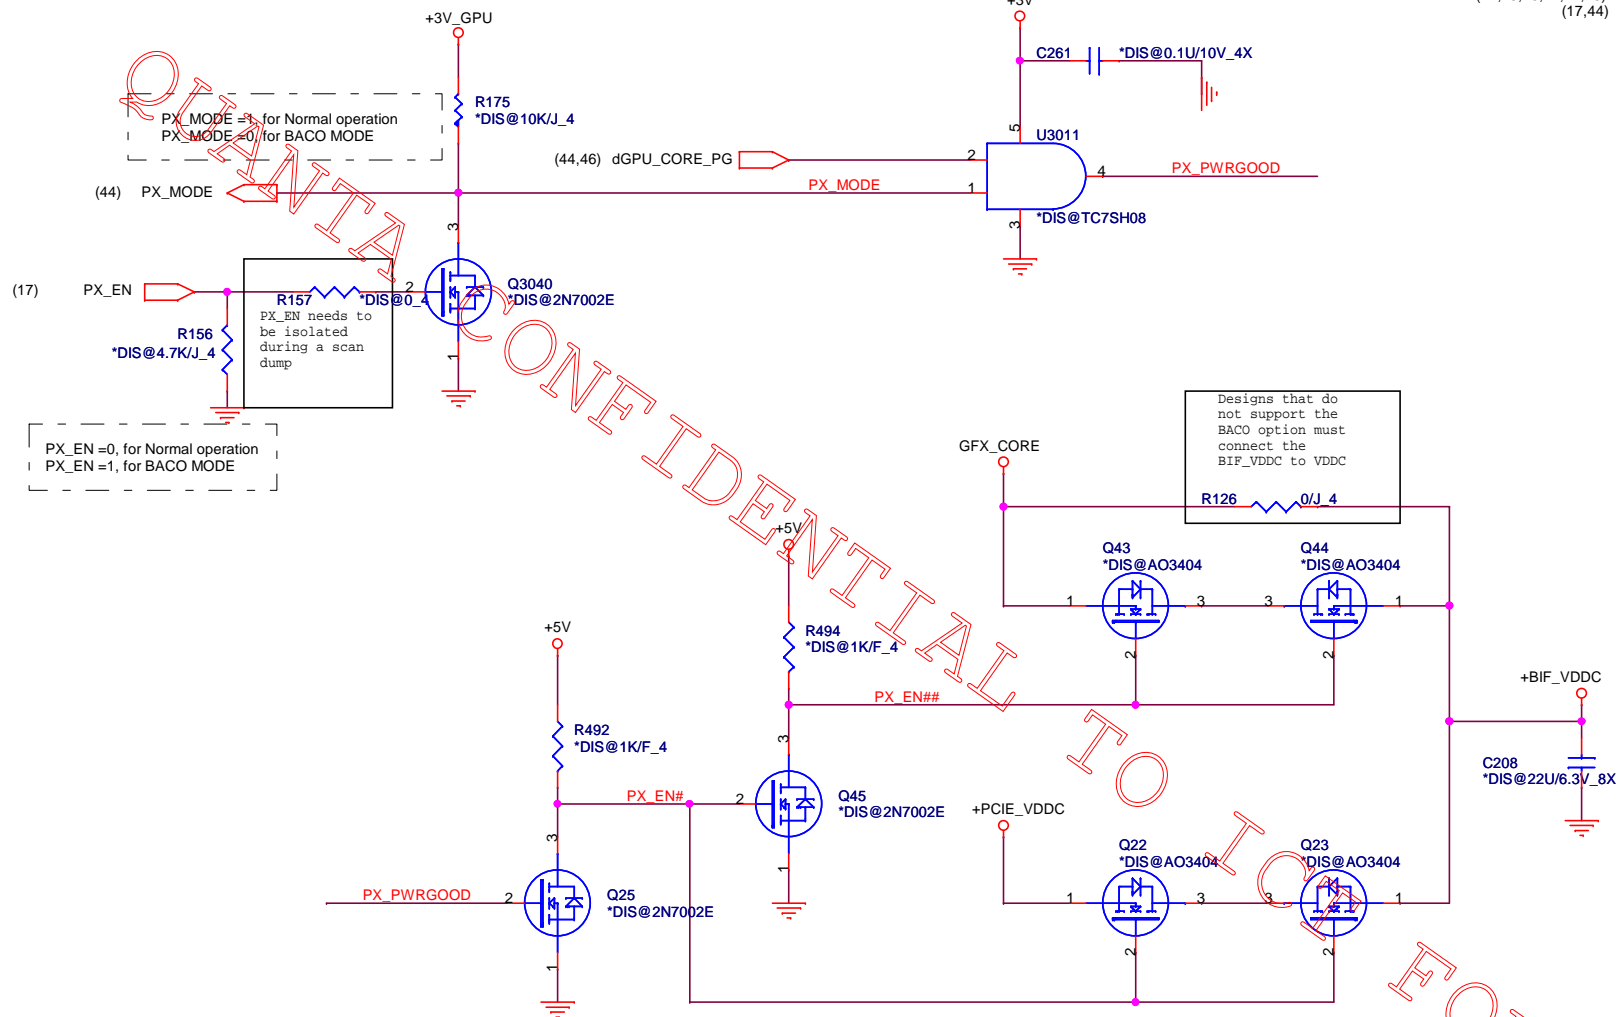 +3V_GPU
+3V
(17,44)
C261
*DIS@0.1U/10V_4X
R175
*DIS@10K/J_4
PX_MODE =1, for Normal operation
PX_MODE =0, for BACO MODE
5
U3011
(44,46) dGPU_CORE_PG
2
4
PX_PWRGOOD
(44) PX_MODE
PX_MODE
1
3
*DIS@TC7SH08
3
(17) PX_EN
R157
*DIS@0_4
2
Q3040
*DIS@2N7002E
1
PX_EN needs to
be isolated
during a scan
dump
R156
*DIS@4.7K/J_4
PX_EN =0, for Normal operation
PX_EN =1, for BACO MODE
GFX_CORE
Designs that do
not support the
BACO option must
connect the
BIF_VDDC to VDDC
R126
0/J_4
+5V
Q43
*DIS@AO3404
Q44
*DIS@AO3404
1
3
3
1
2
2
R494
*DIS@1K/F_4
+5V
PX_EN##
+BIF_VDDC
R492
*DIS@1K/F_4
3
C208
*DIS@22U/6.3V_8X
PX_EN#
2
Q45
*DIS@2N7002E
1
+PCIE_VDDC
3
Q22
*DIS@AO3404
Q23
*DIS@AO3404
PX_PWRGOOD
2
Q25
*DIS@2N7002E
1
1
3
3
1
2
2
QUANTA
CONFIDENTIAL
TO